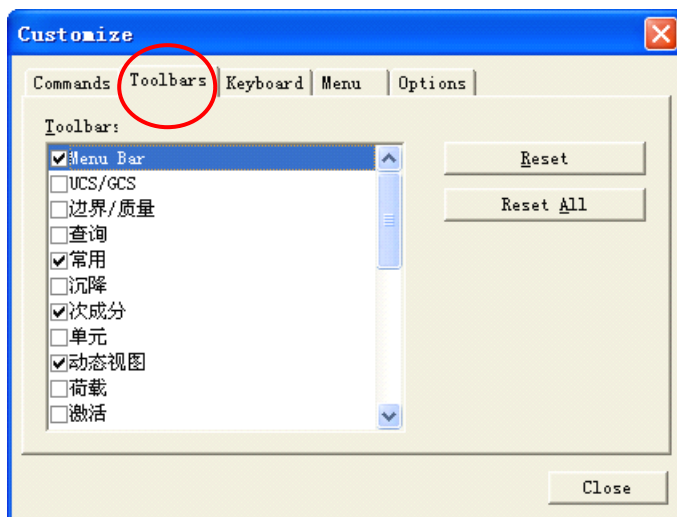 Customize
Commands Toolbars Keyboard Menu Options
Toolbars:
Menu Bar
UCS/GCS
边界/质量
查询
常用
沉降
次成分
单元
动态视图
荷载
激活
Reset
Reset All
Close